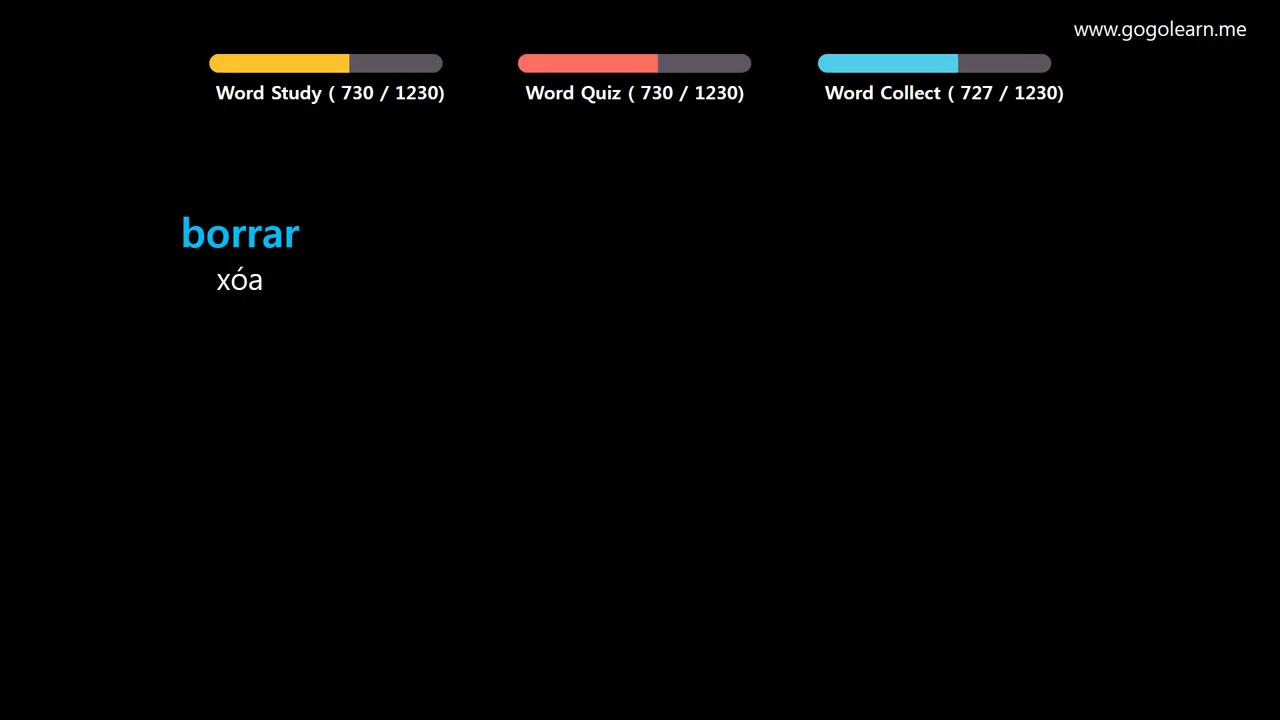 www.gogolearn.me
Word Study ( 730 / 1230)
Word Quiz ( 730 / 1230)
Word Collect ( 727 / 1230)
borrar
xóa